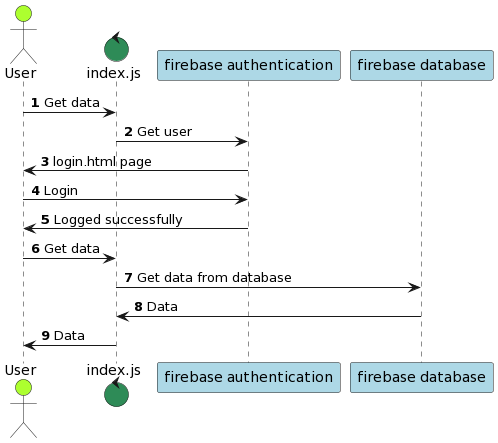 User
index.js
firebase authentication
firebase database
1 Get data
2 Get user
3 login.html page
4 Login
5 Logged successfully
6 Get data
7 Get data from database
8 Data
9 Data
User
index.js
firebase authentication
firebase database